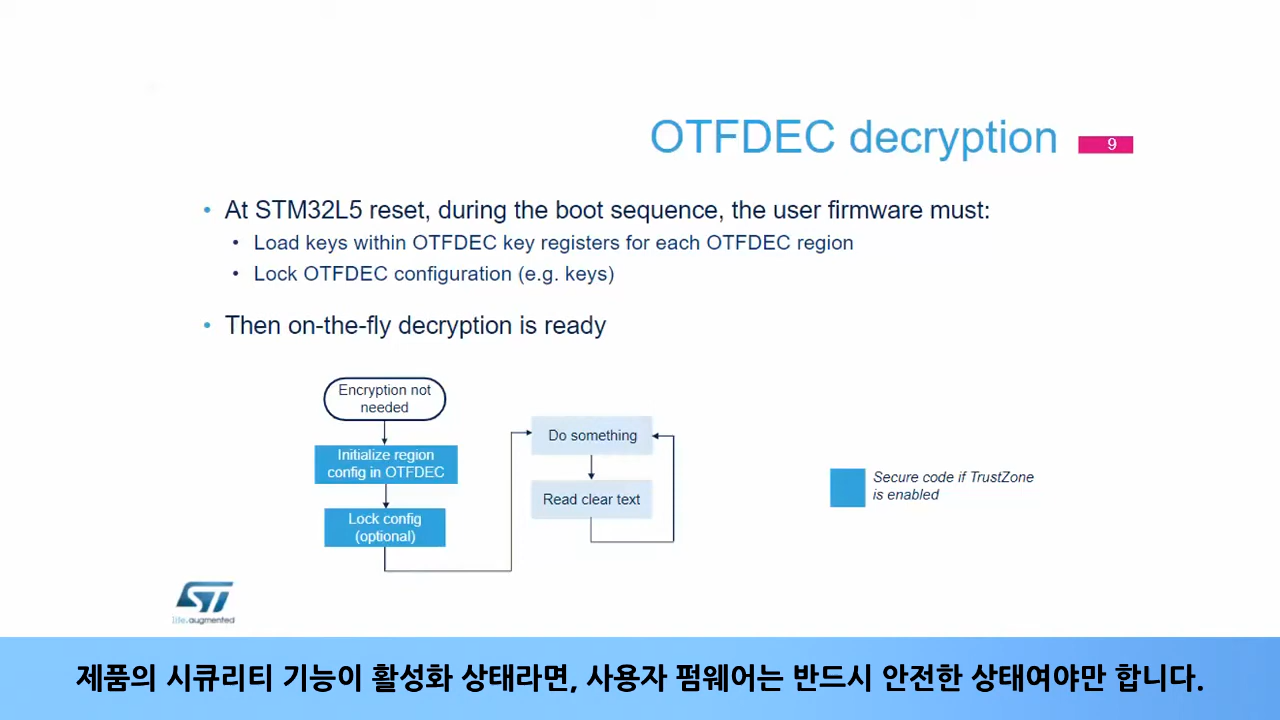 OTFDEC decryption
9
• At STM32L5 reset, during the boot sequence, the user firmware must:
• Load keys within OTFDEC key registers for each OTFDEC region
• Lock OTFDEC configuration (e.g. keys)
• Then on-the-fly decryption is ready
Encryption not
needed
Initialize region
config in OTFDEC
Lock config
(optional)
Do something
Read clear text
Secure code if TrustZone
is enabled
ST
life.augmented
제품의 시큐리티 기능이 활성화 상태라면, 사용자 펌웨어는 반드시 안전한 상태여야만 합니다.